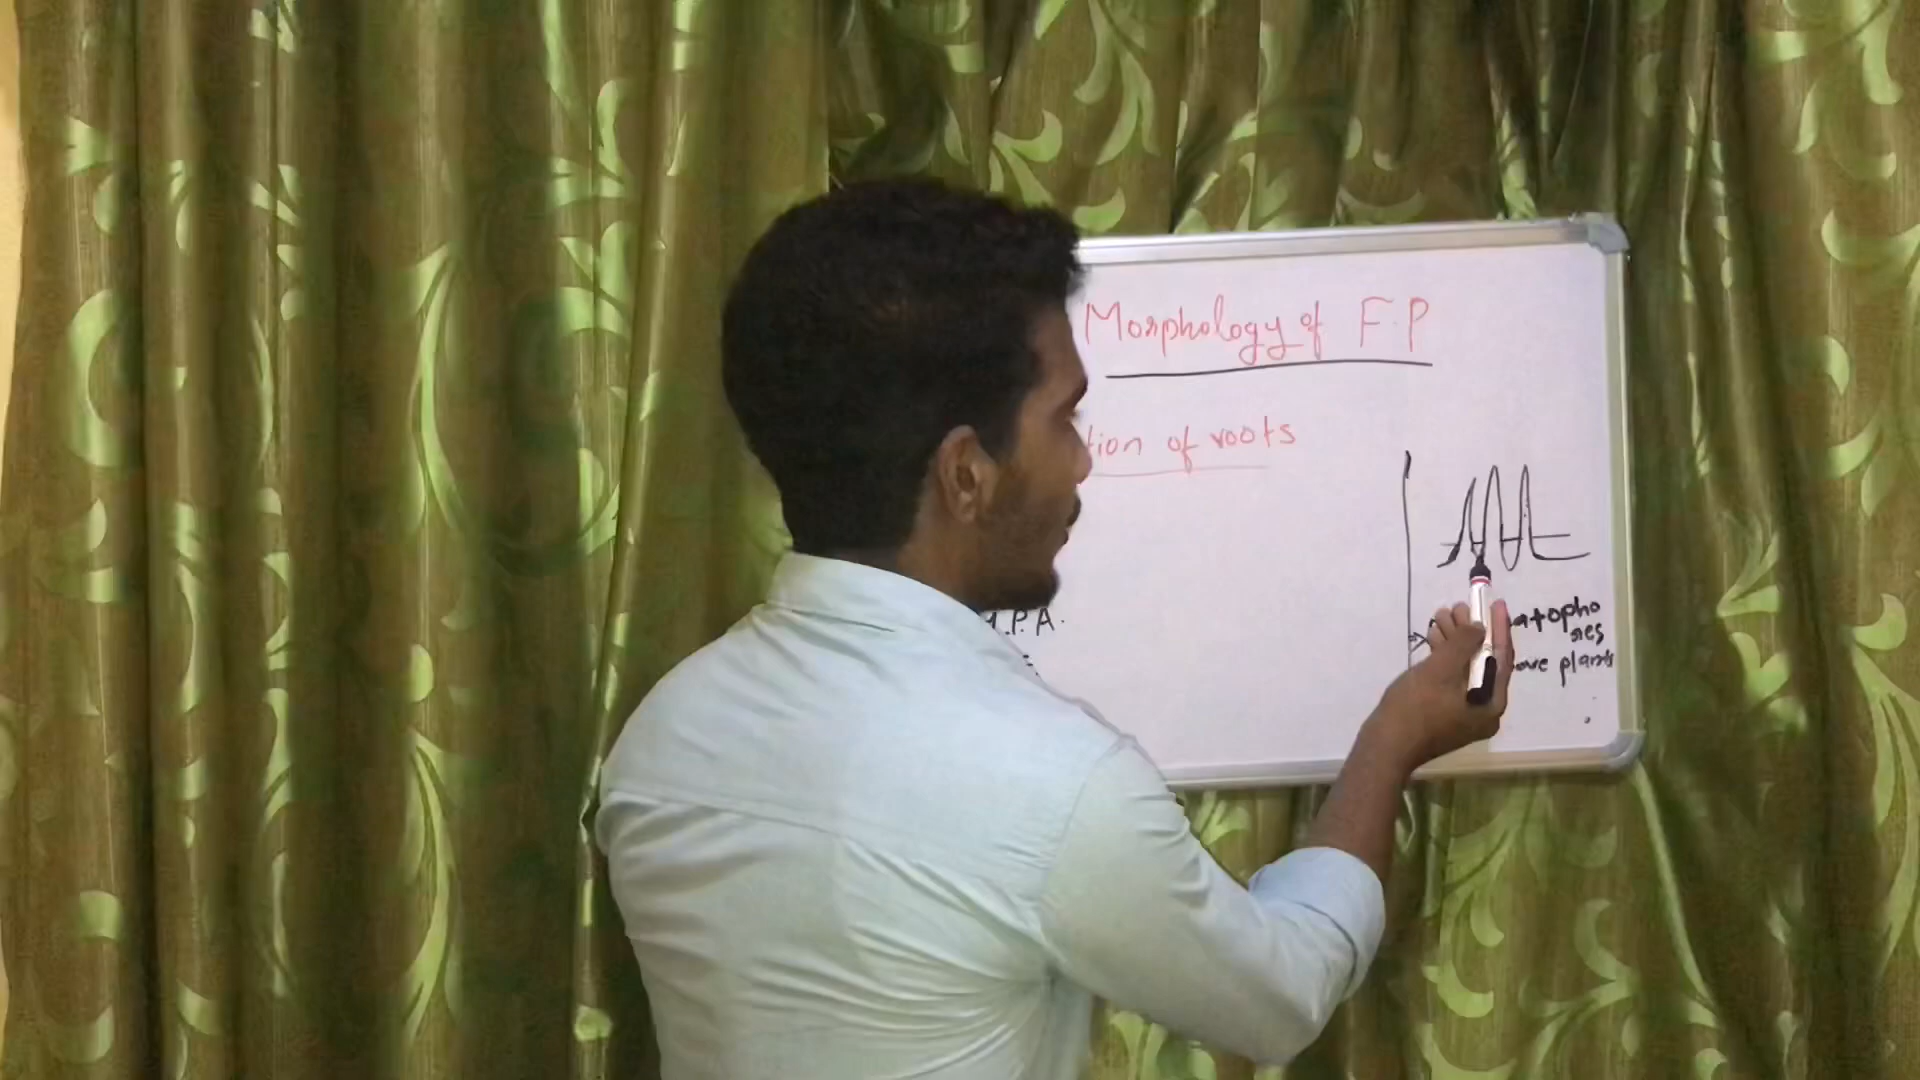 Morphology of F.P
tion of roots
.P.A.
atopho
res
ove plants